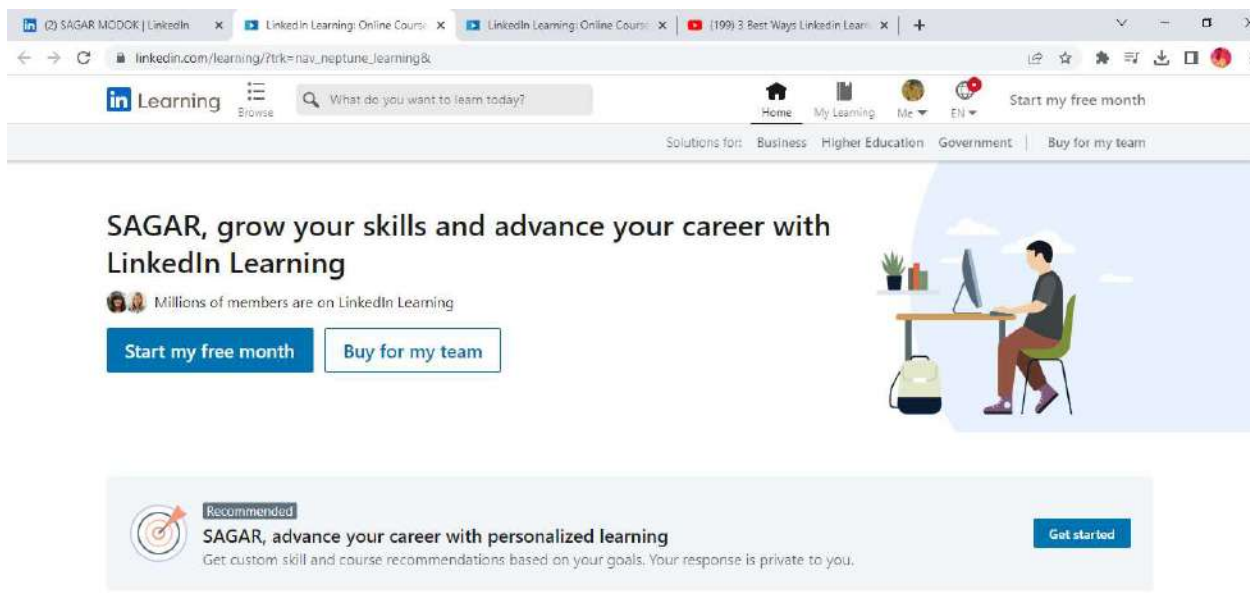 (2) SAGAR MODOK | LinkedIn
LinkedIn Learning: Online Course
LinkedIn Learning: Online Course
(199) 3 Best Ways Linkedin Learn
linkedin.com/learning/?trk=nav_neptune_learning&
in Learning
Browse
What do you want to learn today?
Home
My Learning
Me
EN
Start my free month
Solutions for: Business Higher Education Government | Buy for my team
SAGAR, grow your skills and advance your career with
LinkedIn Learning
Millions of members are on LinkedIn Learning
Start my free month
Buy for my team
Recommended
SAGAR, advance your career with personalized learning
Get custom skill and course recommendations based on your goals. Your response is private to you.
Get started